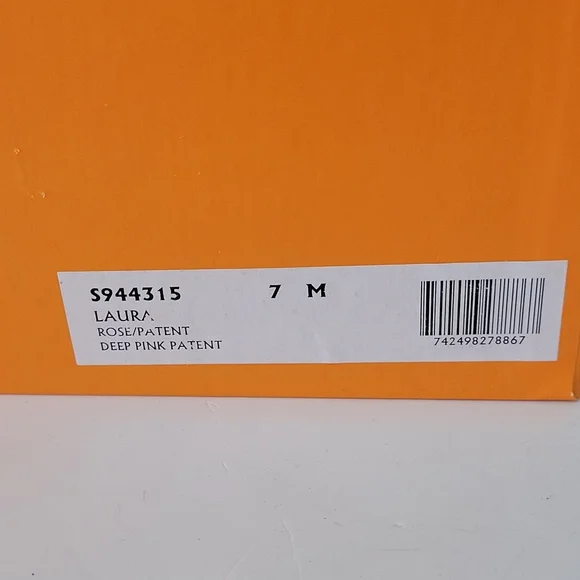 S944315 7 M
LAURA
ROSE/PATENT
DEEP PINK PATENT
742498278867